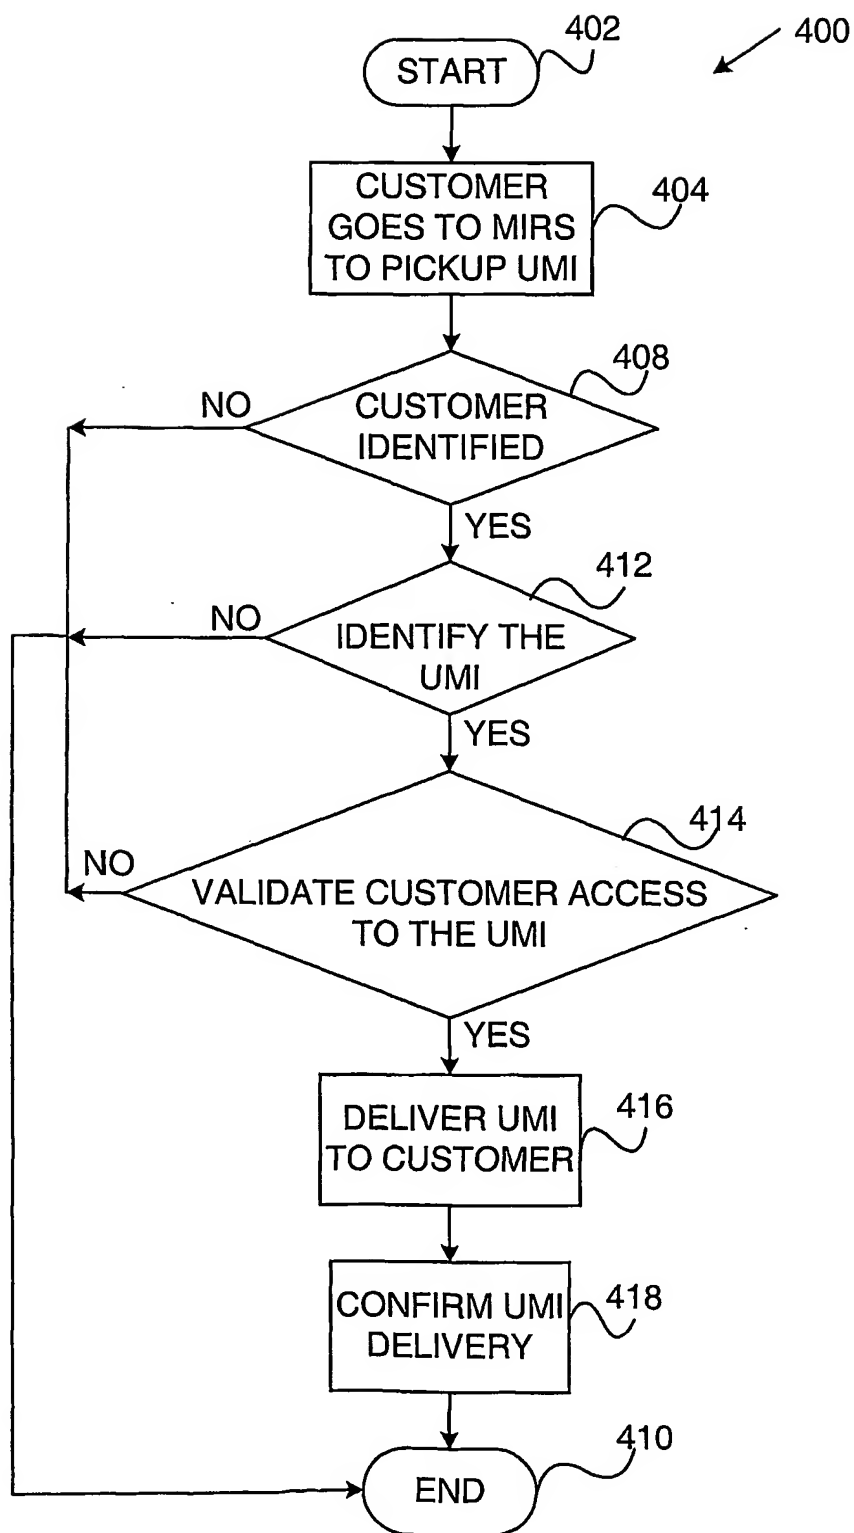 402
400
START
CUSTOMER
GOES TO MIRS
TO PICKUP UMI
404
408
NO
CUSTOMER
IDENTIFIED
YES
412
NO
IDENTIFY THE
UMI
YES
414
NO
VALIDATE CUSTOMER ACCESS
TO THE UMI
YES
DELIVER UMI
TO CUSTOMER
416
CONFIRM UMI
DELIVERY
418
410
END